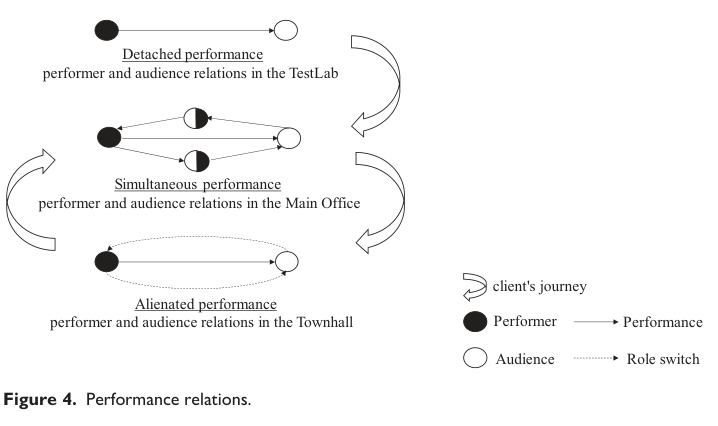 Detached performance
performer and audience relations in the TestLab
Simultaneous performance
performer and audience relations in the Main Office
Alienated performance
performer and audience relations in the Townhall
client's journey
Performer
Performance
Audience
Role switch
Figure 4. Performance relations.